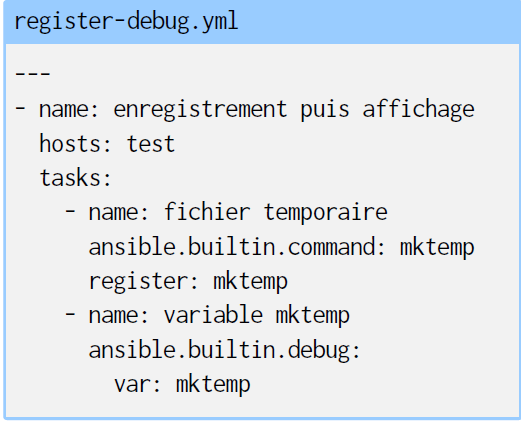 register-debug.yml
---
- name: enregistrement puis affichage
  hosts: test
  tasks:
    - name: fichier temporaire
      ansible.builtin.command: mktemp
      register: mktemp
    - name: variable mktemp
      ansible.builtin.debug:
        var: mktemp